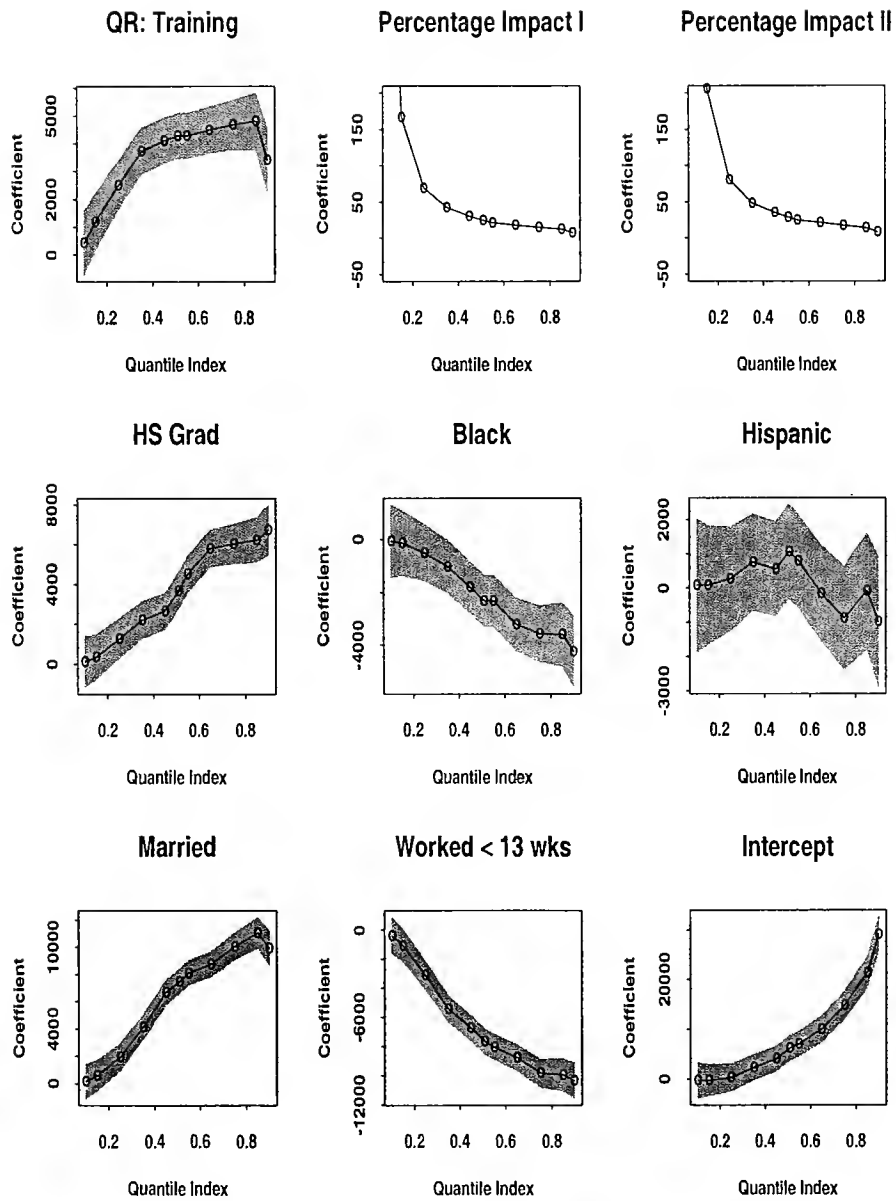 QR: Training
Coefficient
5000
2000
0
0.2 0.4 0.6 0.8
Quantile Index
Percentage Impact I
Coefficient
150
50
-50
0.2 0.4 0.6 0.8
Quantile Index
Percentage Impact II
Coefficient
150
50
-50
0.2 0.4 0.6 0.8
Quantile Index
HS Grad
Coefficient
8000
4000
0
0.2 0.4 0.6 0.8
Quantile Index
Black
Coefficient
0
-4000
0.2 0.4 0.6 0.8
Quantile Index
Hispanic
Coefficient
2000
0
-3000
0.2 0.4 0.6 0.8
Quantile Index
Married
Coefficient
10000
4000
0
0.2 0.4 0.6 0.8
Quantile Index
Worked < 13 wks
Coefficient
0
-4000
-8000
-12000
0.2 0.4 0.6 0.8
Quantile Index
Intercept
Coefficient
20000
0
0.2 0.4 0.6 0.8
Quantile Index